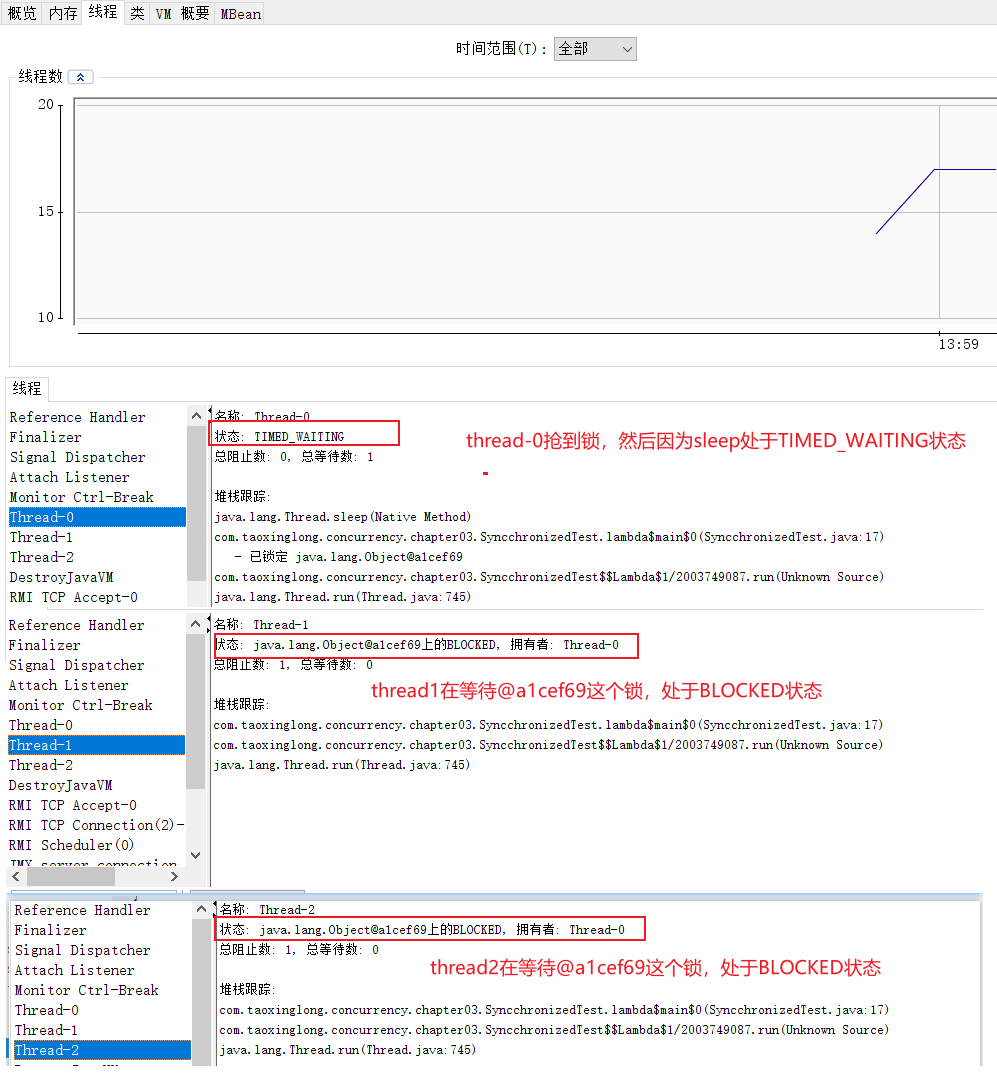 概览 内存 线程 类 VM 概要 MBean
时间范围(T): 全部
线程数
20
15
10
13:59
线程
Reference Handler
Finalizer
Signal Dispatcher
Attach Listener
Monitor Ctrl-Break
Thread-0
Thread-1
Thread-2
DestroyJavaVM
RMI TCP Accept-0
名称: Thread-0
状态: TIMED_WAITING
总阻止数: 0, 总等待数: 1
thread-0抢到锁，然后因为sleep处于TIMED_WAITING状态
堆栈跟踪:
java.lang.Thread.sleep(Native Method)
com.taoxinglong.concurrency.chapter03.SyncchronizedTest.lambda$main$0(SyncchronizedTest.java:17)
- 已锁定 java.lang.Object@a1cef69
com.taoxinglong.concurrency.chapter03.SyncchronizedTest$$Lambda$1/2003749087.run(Unknown Source)
java.lang.Thread.run(Thread.java:745)
Reference Handler
Finalizer
Signal Dispatcher
Attach Listener
Monitor Ctrl-Break
Thread-0
Thread-1
Thread-2
DestroyJavaVM
RMI TCP Accept-0
RMI TCP Connection(2)-
RMI Scheduler(0)
JMX server connection
名称: Thread-1
状态: java.lang.Object@a1cef69上的BLOCKED, 拥有者: Thread-0
总阻止数: 1, 总等待数: 0
thread1在等待@a1cef69这个锁，处于BLOCKED状态
堆栈跟踪:
com.taoxinglong.concurrency.chapter03.SyncchronizedTest.lambda$main$0(SyncchronizedTest.java:17)
com.taoxinglong.concurrency.chapter03.SyncchronizedTest$$Lambda$1/2003749087.run(Unknown Source)
java.lang.Thread.run(Thread.java:745)
Reference Handler
Finalizer
Signal Dispatcher
Attach Listener
Monitor Ctrl-Break
Thread-0
Thread-1
Thread-2
名称: Thread-2
状态: java.lang.Object@a1cef69上的BLOCKED, 拥有者: Thread-0
总阻止数: 1, 总等待数: 0
thread2在等待@a1cef69这个锁，处于BLOCKED状态
堆栈跟踪:
com.taoxinglong.concurrency.chapter03.SyncchronizedTest.lambda$main$0(SyncchronizedTest.java:17)
com.taoxinglong.concurrency.chapter03.SyncchronizedTest$$Lambda$1/2003749087.run(Unknown Source)
java.lang.Thread.run(Thread.java:745)